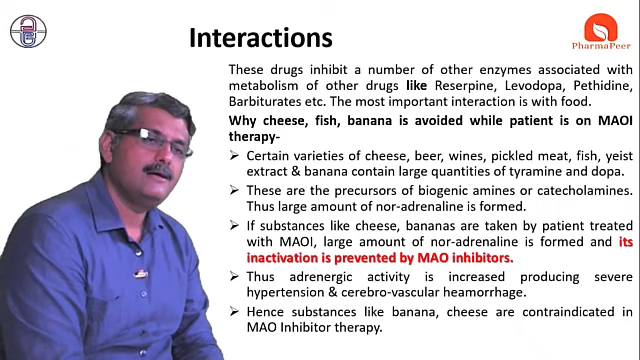 Interactions
PharmaPeer
These drugs inhibit a number of other enzymes associated with
metabolism of other drugs like Reserpine, Levodopa, Pethidine,
Barbiturates etc. The most important interaction is with food.
Why cheese, fish, banana is avoided while patient is on MAOI
therapy-
➢ Certain varieties of cheese, beer, wines, pickled meat, fish, yeist
extract & banana contain large quantities of tyramine and dopa.
➢ These are the precursors of biogenic amines or catecholamines.
Thus large amount of nor-adrenaline is formed.
➢ If substances like cheese, bananas are taken by patient treated
with MAOI, large amount of nor-adrenaline is formed and its
inactivation is prevented by MAO inhibitors.
➢ Thus adrenergic activity is increased producing severe
hypertension & cerebro-vascular heamorrhage.
➢ Hence substances like banana, cheese are contraindicated in
MAO Inhibitor therapy.